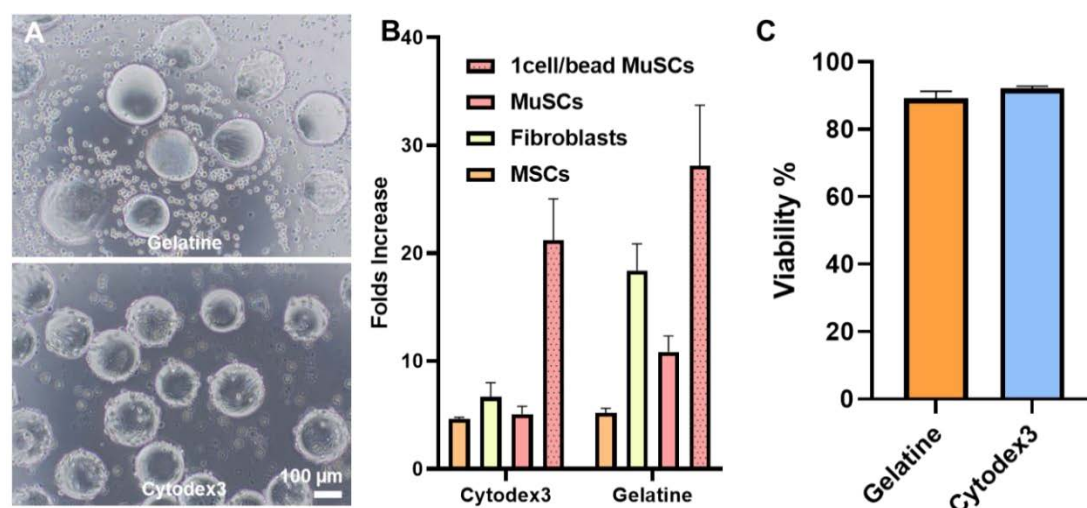 A
Gelatine
Cytodex3
100 µm
B
40
30
20
10
0
Folds Increase
1cell/bead MuSCs
MuSCs
Fibroblasts
MSCs
Cytodex3
Gelatine
C
100
80
60
40
20
0
Viability %
Gelatine
Cytodex3